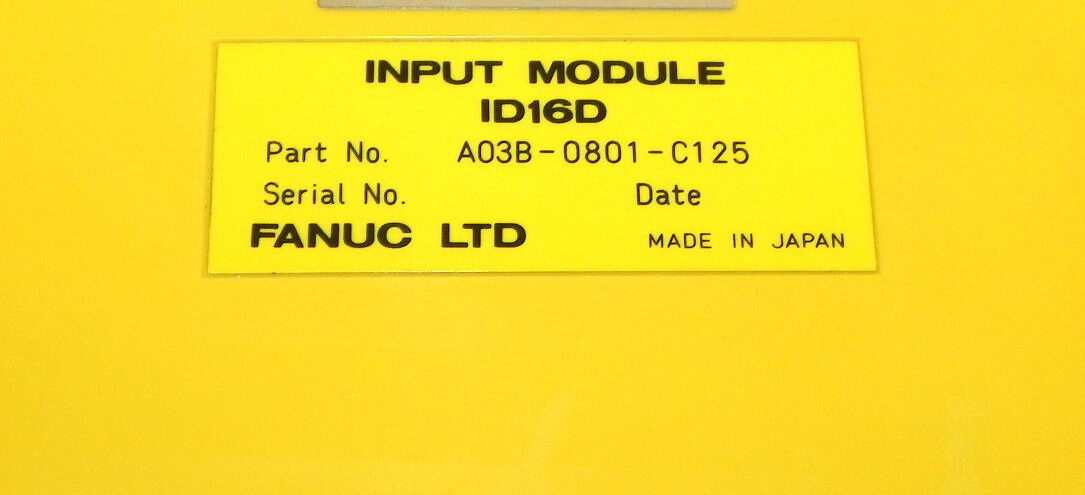 INPUT MODULE
ID16D
Part No. A03B-0801-C125
Serial No. Date
FANUC LTD MADE IN JAPAN